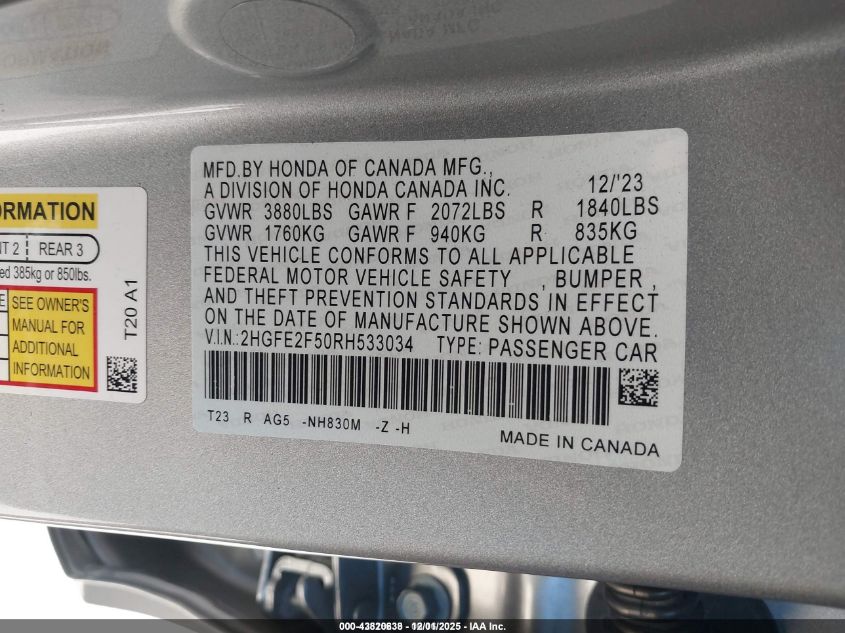 MFD.BY HONDA OF CANADA MFG.,
A DIVISION OF HONDA CANADA INC. 12/'23
GVWR 3880LBS GAWR F 2072LBS R 1840LBS
GVWR 1760KG GAWR F 940KG R 835KG
THIS VEHICLE CONFORMS TO ALL APPLICABLE
FEDERAL MOTOR VEHICLE SAFETY , BUMPER ,
AND THEFT PREVENTION STANDARDS IN EFFECT
ON THE DATE OF MANUFACTURE SHOWN ABOVE.
V.I.N.:2HGFE2F50RH533034 TYPE: PASSENGER CAR
T23 R AG5 -NH830M -Z -H
MADE IN CANADA
ORMATION
NT 2 REAR 3
ed 385kg or 850lbs.
E SEE OWNER'S
MANUAL FOR
ADDITIONAL
INFORMATION
T20 A1
- IAA Inc.